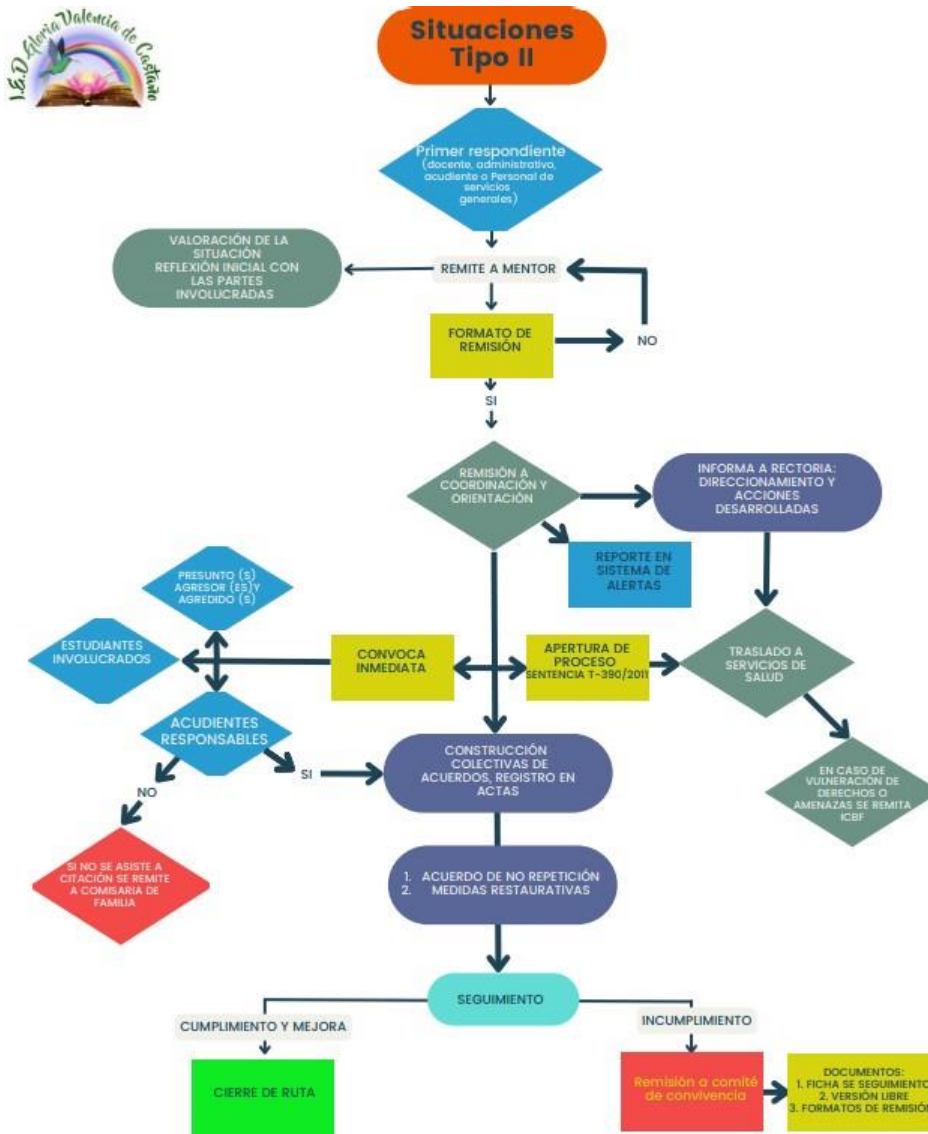 I.E.D Gloria Valencia de Castaño
Situaciones
Tipo II
Primer respondiente
(docente, administrativo,
acudiente o Personal de
servicios
generales)
VALORACIÓN DE LA
SITUACIÓN
REFLEXIÓN INICIAL CON
LAS PARTES
INVOLUCRADAS
REMITE A MENTOR
FORMATO DE
REMISIÓN
NO
SI
REMISIÓN A
COORDINACIÓN Y
ORIENTACIÓN
INFORMA A RECTORIA:
DIRECCIONAMIENTO Y
ACCIONES
DESARROLLADAS
REPORTE EN
SISTEMA DE
ALERTAS
PRESUNTO (S)
AGRESOR (ES)Y
AGREDIDO (S)
ESTUDIANTES
INVOLUCRADOS
CONVOCA
INMEDIATA
APERTURA DE
PROCESO
SENTENCIA T-390/2011
TRASLADO A
SERVICIOS DE
SALUD
ACUDIENTES
RESPONSABLES
SI
NO
CONSTRUCCIÓN
COLECTIVAS DE
ACUERDOS, REGISTRO EN
ACTAS
EN CASO DE
VULNERACIÓN DE
DERECHOS O
AMENAZAS SE REMITA
ICBF
SI NO SE ASISTE A
CITACIÓN SE REMITE
A COMISARIA DE
FAMILIA
1. ACUERDO DE NO REPETICIÓN
2. MEDIDAS RESTAURATIVAS
SEGUIMIENTO
CUMPLIMIENTO Y MEJORA
INCUMPLIMIENTO
CIERRE DE RUTA
Remisión a comité
de convivencia
DOCUMENTOS:
1. FICHA SE SEGUIMIENTO
2. VERSIÓN LIBRE
3. FORMATOS DE REMISIÓN